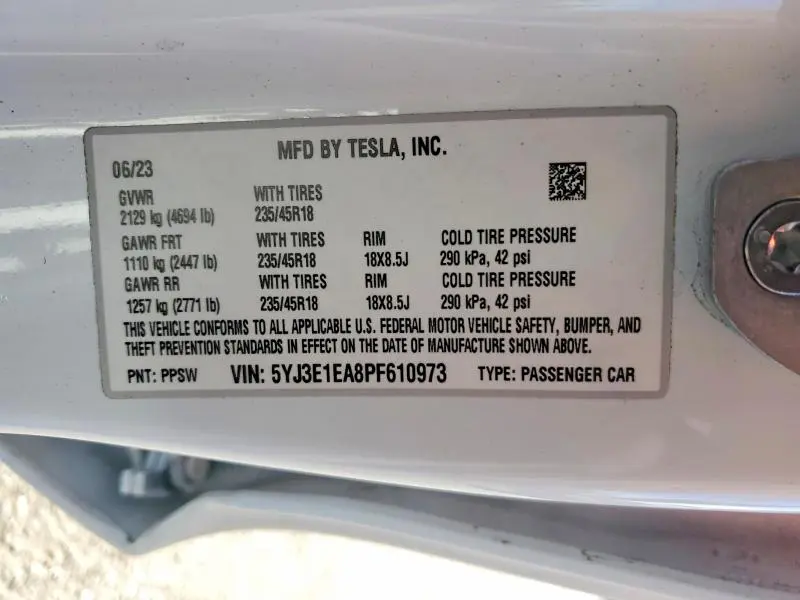 MFD BY TESLA, INC.
06/23
GVWR WITH TIRES
2129 kg (4694 lb) 235/45R18
GAWR FRT WITH TIRES RIM COLD TIRE PRESSURE
1110 kg (2447 lb) 235/45R18 18X8.5J 290 kPa, 42 psi
GAWR RR WITH TIRES RIM COLD TIRE PRESSURE
1257 kg (2771 lb) 235/45R18 18X8.5J 290 kPa, 42 psi
THIS VEHICLE CONFORMS TO ALL APPLICABLE U.S. FEDERAL MOTOR VEHICLE SAFETY, BUMPER, AND
THEFT PREVENTION STANDARDS IN EFFECT ON THE DATE OF MANUFACTURE SHOWN ABOVE.
PNT: PPSW VIN: 5YJ3E1EA8PF610973 TYPE: PASSENGER CAR